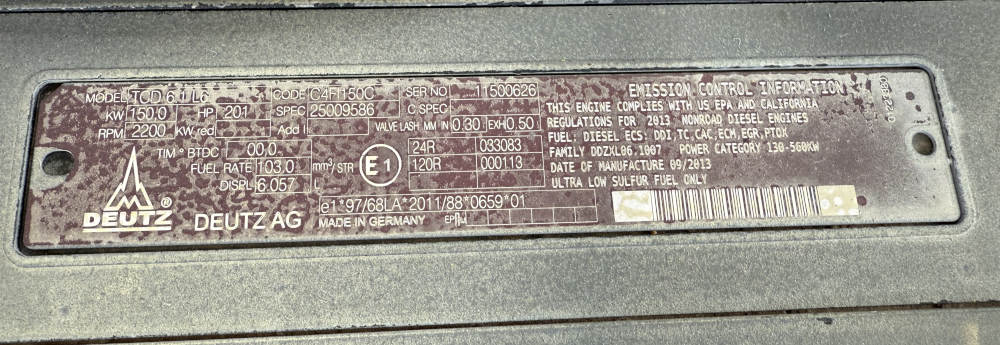 MODEL TCD 6.1 L6 CODE C4FI150C SER NO 11500626
KW 150,0 HP 201 SPEC 25009586 C SPEC
RPM 2200 KW red Add I VALVE LASH MM IN 0.30 EXH 0.50
TIM ° BTDC 00,0 24R 033083
FUEL RATE 103,0 mm³/STR E1 120R 000113
DISPL 6.057 L
DEUTZ ® DEUTZ AG e1*97/68LA*2011/88*0659*01
MADE IN GERMANY EP
EMISSION CONTROL INFORMATION
THIS ENGINE COMPLIES WITH US EPA AND CALIFORNIA
REGULATIONS FOR 2013 NONROAD DIESEL ENGINES
FUEL: DIESEL ECS: DDI,TC,CAC,ECM,EGR,PTOX
FAMILY DDZXL06.1007 POWER CATEGORY 130-560KW
DATE OF MANUFACTURE 09/2013
ULTRA LOW SULFUR FUEL ONLY